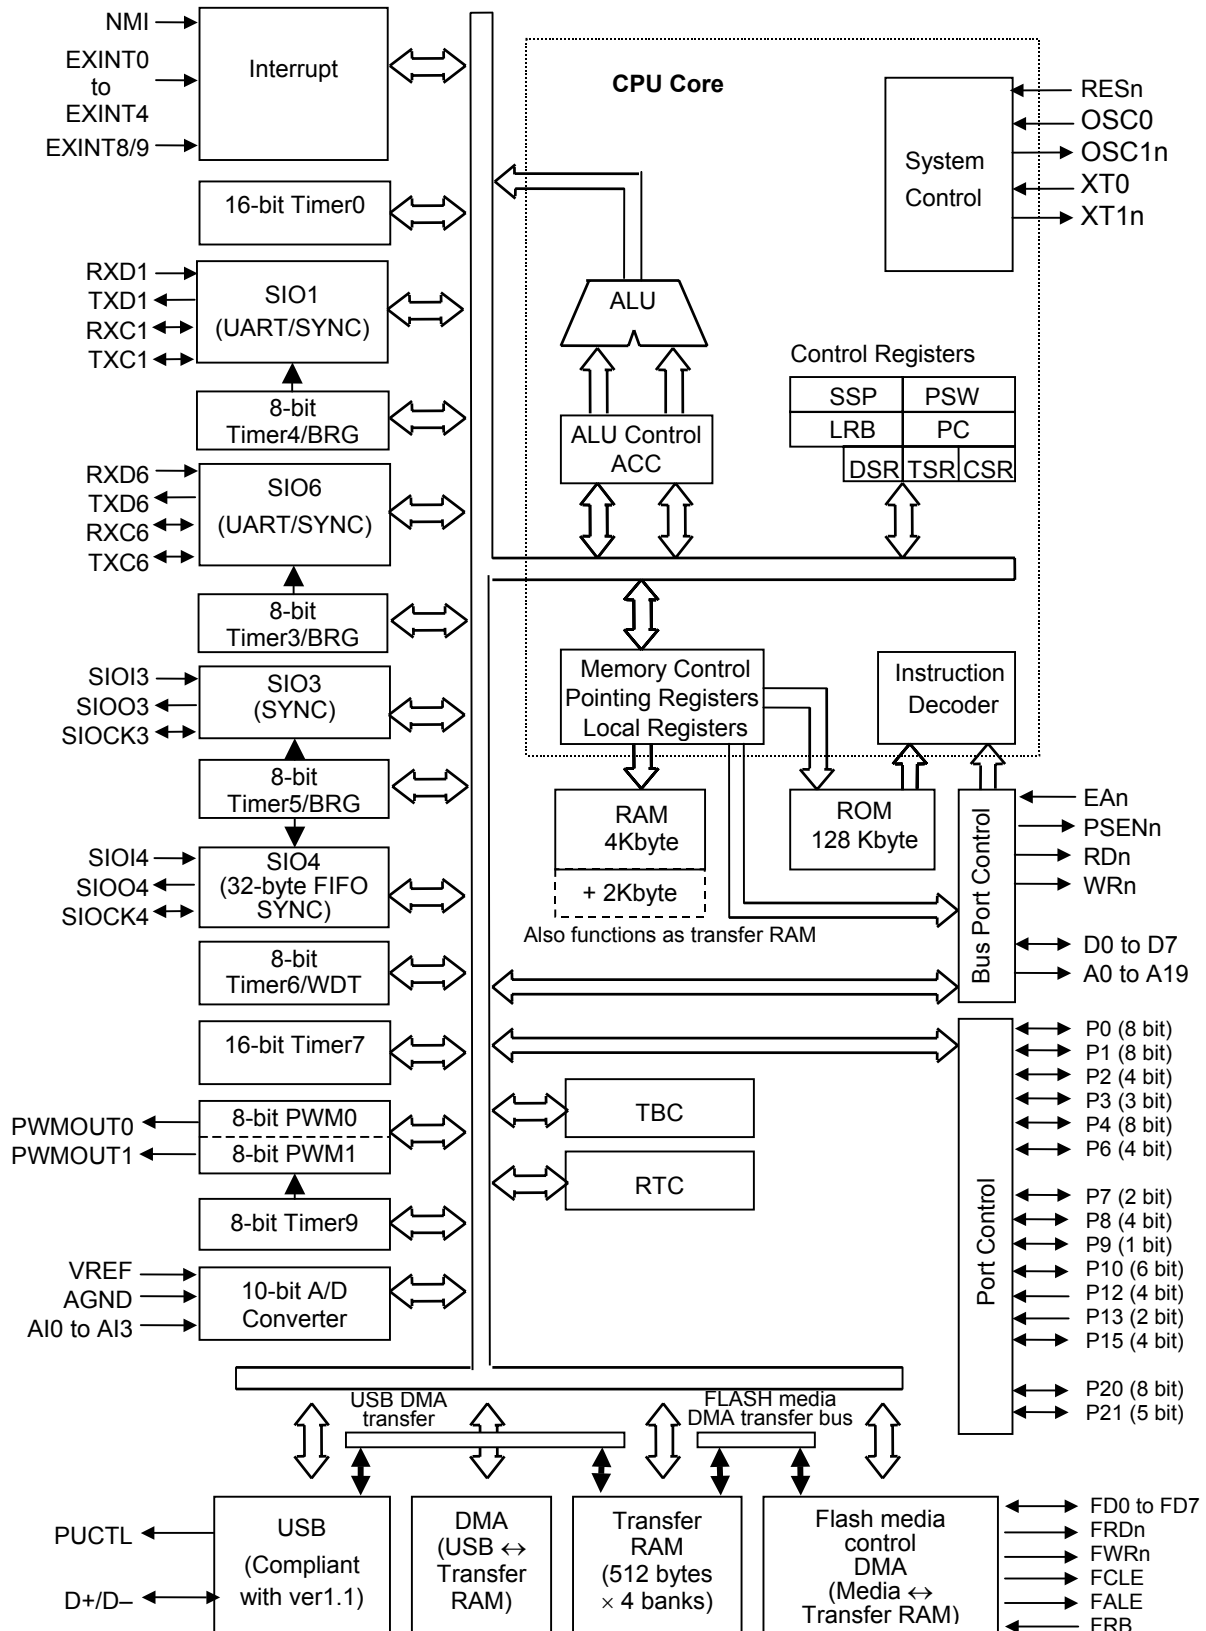 NMI
EXINT0
to
EXINT4
EXINT8/9
Interrupt
16-bit Timer0
RXD1
TXD1
RXC1
TXC1
SIO1
(UART/SYNC)
8-bit
Timer4/BRG
RXD6
TXD6
RXC6
TXC6
SIO6
(UART/SYNC)
8-bit
Timer3/BRG
SIOI3
SIOO3
SIOCK3
SIO3
(SYNC)
8-bit
Timer5/BRG
SIOI4
SIOO4
SIOCK4
SIO4
(32-byte FIFO
SYNC)
8-bit
Timer6/WDT
16-bit Timer7
PWMOUT0
PWMOUT1
8-bit PWM0
8-bit PWM1
8-bit Timer9
VREF
AGND
AI0 to AI3
10-bit A/D
Converter
CPU Core
System
Control
RESn
OSC0
OSC1n
XT0
XT1n
ALU
ALU Control
ACC
Control Registers
SSP PSW
LRB PC
DSR TSR CSR
Memory Control
Pointing Registers
Local Registers
Instruction
Decoder
RAM
4Kbyte
+ 2Kbyte
Also functions as transfer RAM
ROM
128 Kbyte
Bus Port Control
EAn
PSENn
RDn
WRn
D0 to D7
A0 to A19
TBC
RTC
Port Control
P0 (8 bit)
P1 (8 bit)
P2 (4 bit)
P3 (3 bit)
P4 (8 bit)
P6 (4 bit)
P7 (2 bit)
P8 (4 bit)
P9 (1 bit)
P10 (6 bit)
P12 (4 bit)
P13 (2 bit)
P15 (4 bit)
P20 (8 bit)
P21 (5 bit)
USB DMA
transfer
FLASH media
DMA transfer bus
PUCTL
D+/D–
USB
(Compliant
with ver1.1)
DMA
(USB ↔
Transfer
RAM)
Transfer
RAM
(512 bytes
× 4 banks)
Flash media
control
DMA
(Media ↔
Transfer RAM)
FD0 to FD7
FRDn
FWRn
FCLE
FALE
FRB